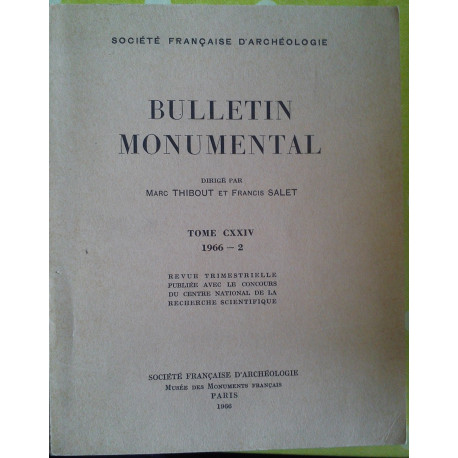 SOCIÉTÉ FRANÇAISE D'ARCHÉOLOGIE
BULLETIN
MONUMENTAL
DIRIGÉ PAR
MARC THIBOUT ET FRANCIS SALET
TOME CXXIV
1966 — 2
REVUE TRIMESTRIELLE
PUBLIÉE AVEC LE CONCOURS
DU CENTRE NATIONAL DE LA
RECHERCHE SCIENTIFIQUE
SOCIÉTÉ FRANÇAISE D'ARCHÉOLOGIE
MUSÉE DES MONUMENTS FRANÇAIS
PARIS
1966